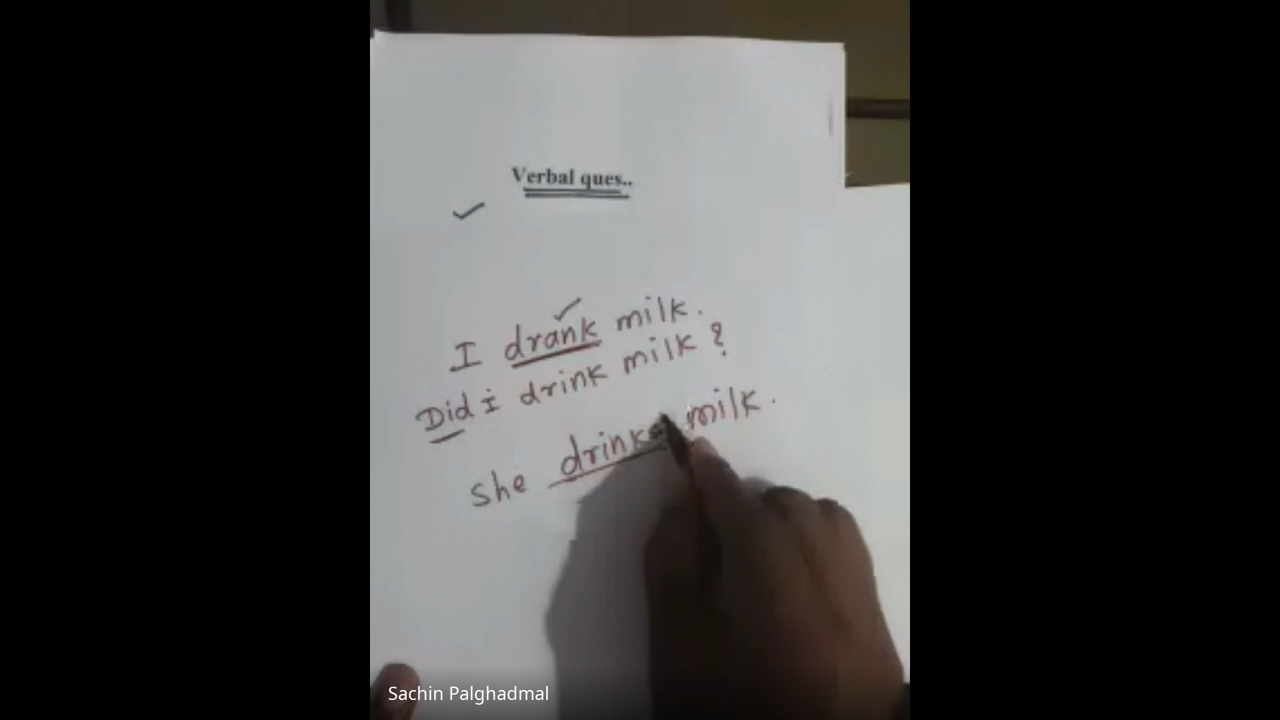 Verbal ques..
I drank milk.
Did I drink milk?
She drinks milk.
Sachin Palghadmal